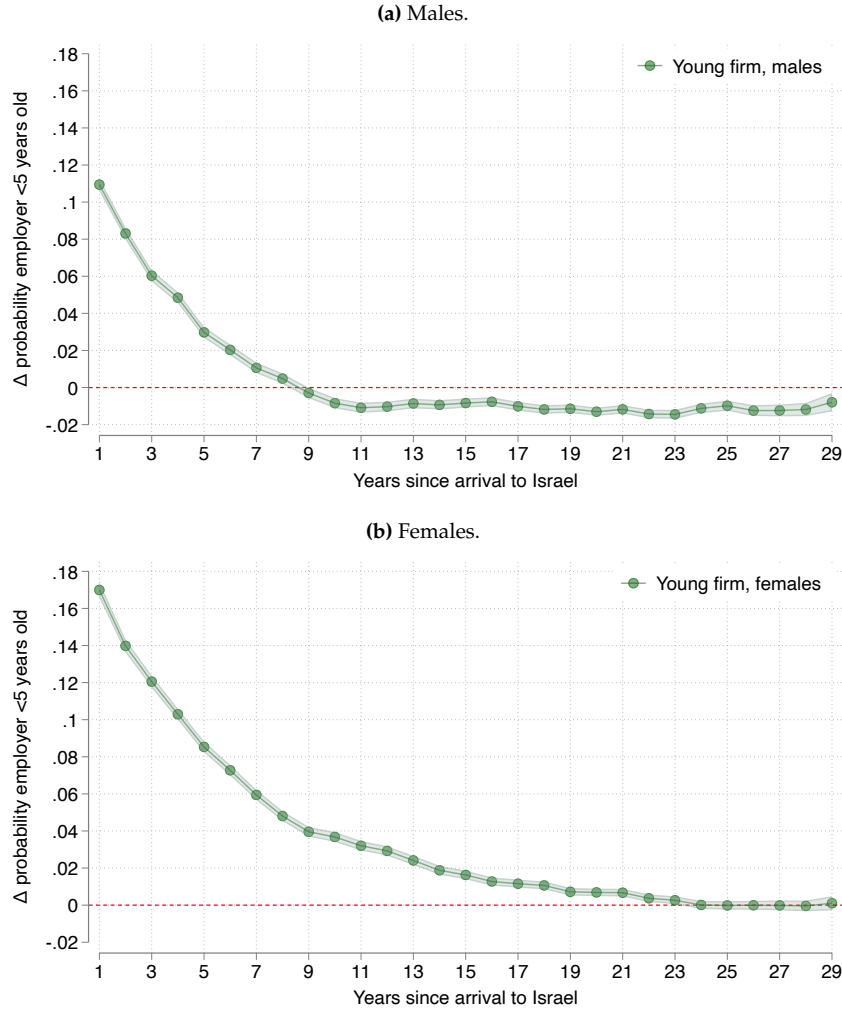 (a) Males.
.18
.16
.14
.12
.1
.08
.06
.04
.02
0
-.02
Δ probability employer <5 years old
Young firm, males
1 3 5 7 9 11 13 15 17 19 21 23 25 27 29
Years since arrival to Israel
(b) Females.
.18
.16
.14
.12
.1
.08
.06
.04
.02
0
-.02
Δ probability employer <5 years old
Young firm, females
1 3 5 7 9 11 13 15 17 19 21 23 25 27 29
Years since arrival to Israel